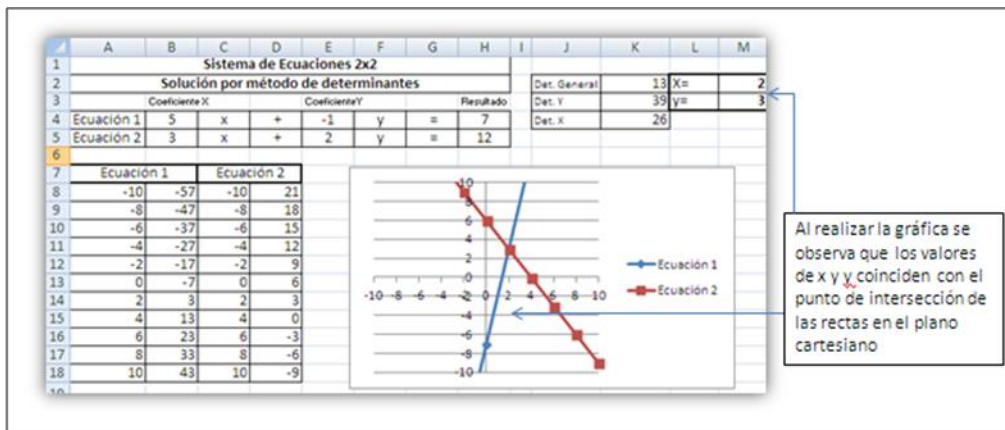 A B C D E F G H I J K L M
1 Sistema de Ecuaciones 2x2
2 Solución por método de determinantes Det. General 13 X= 2
3 Coeficiente X Coeficiente Y Resultado Det. Y 39 y= 3
4 Ecuación 1 5 x + -1 y = 7 Det. X 26
5 Ecuación 2 3 x + 2 y = 12
6
7 Ecuación 1 Ecuación 2
8 -10 -57 -10 21
9 -8 -47 -8 18
10 -6 -37 -6 15
11 -4 -27 -4 12
12 -2 -17 -2 9
13 0 -7 0 6
14 2 3 2 3
15 4 13 4 0
16 6 23 6 -3
17 8 33 8 -6
18 10 43 10 -9
10
8
6
4
2
0
-10 -8 -6 -4 -2 0 2 4 6 8 10
-2
-4
-6
-8
-10
Ecuación 1
Ecuación 2
Al realizar la gráfica se
observa que los valores
de x y y coinciden con el
punto de intersección de
las rectas en el plano
cartesiano